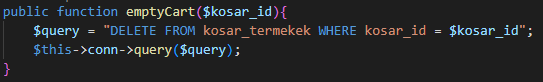 public function emptyCart($kosar_id){
$query = "DELETE FROM kosar_termekek WHERE kosar_id = $kosar_id";
$this->conn->query($query);
}